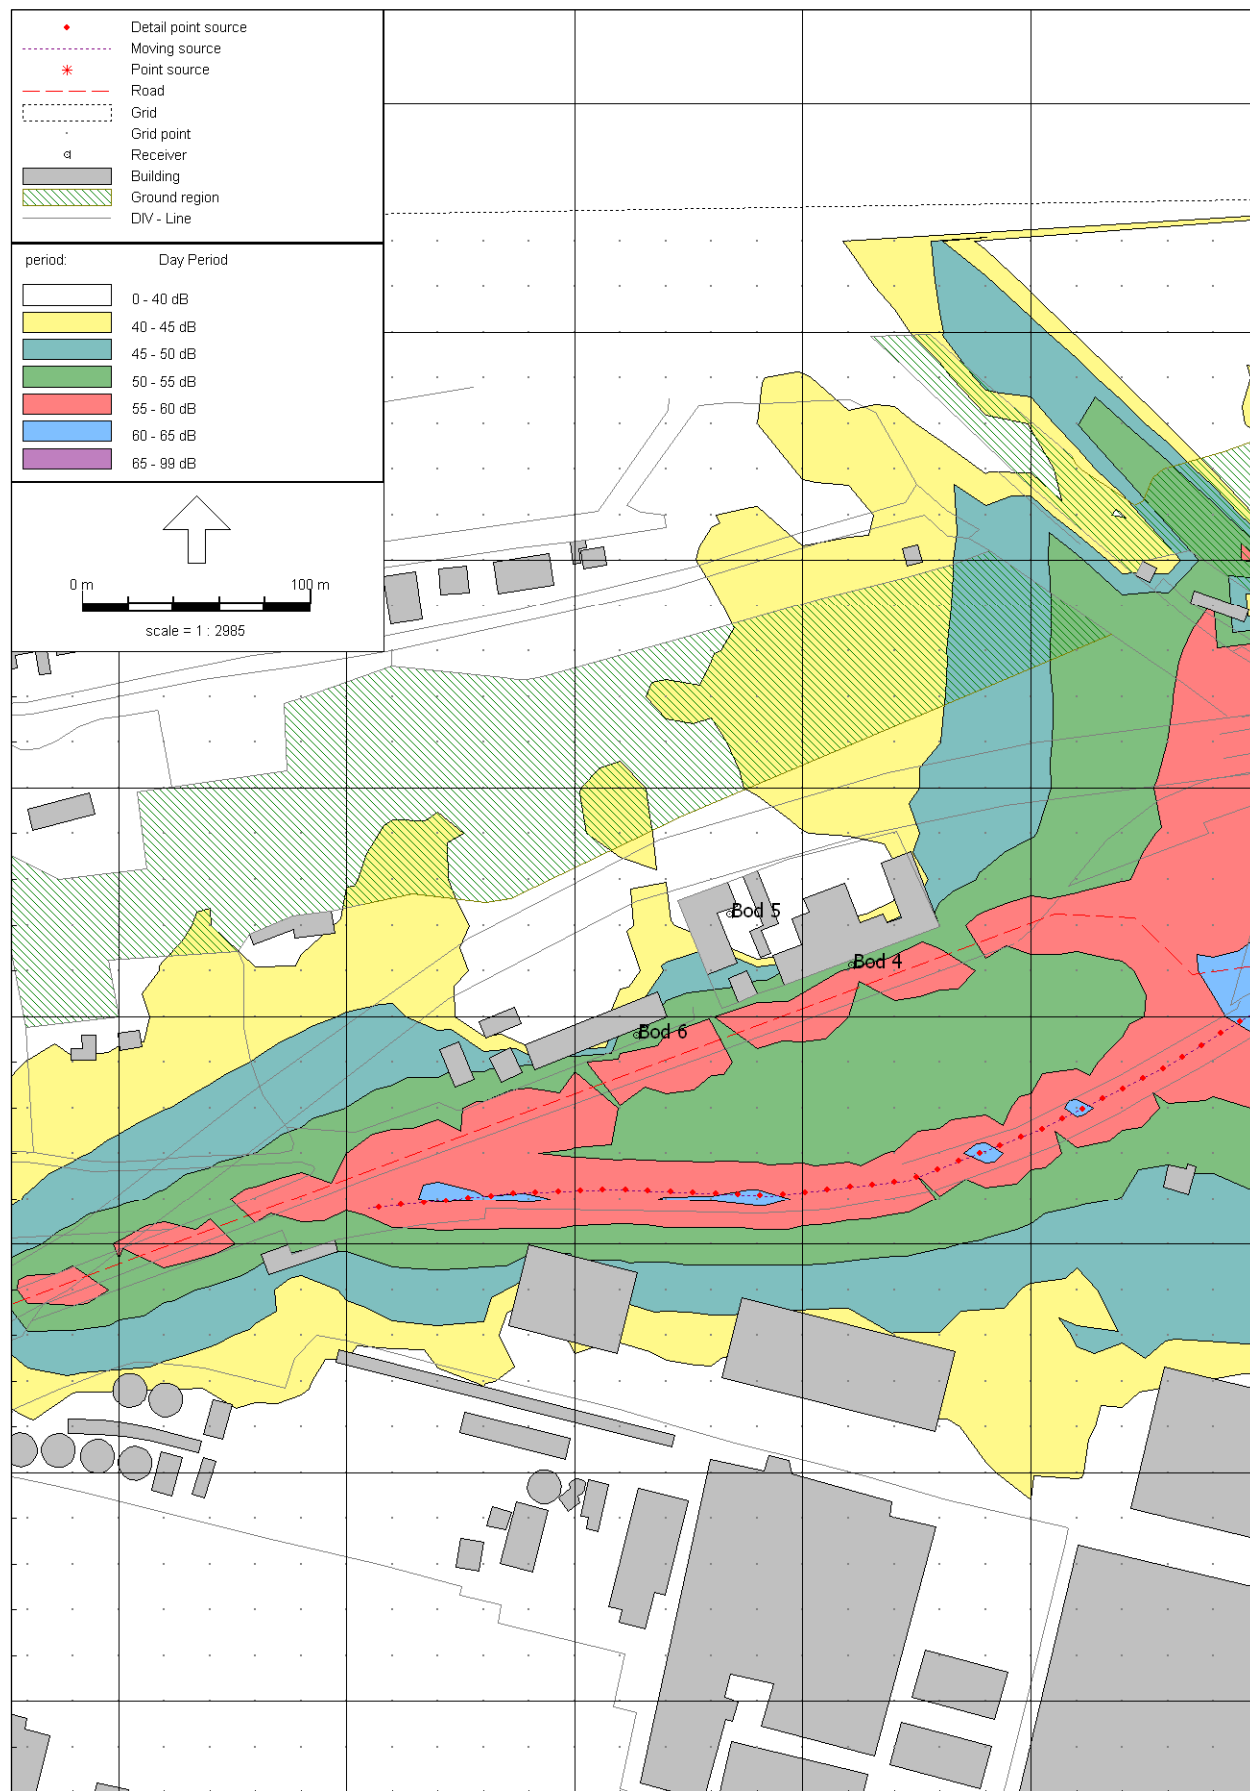 Detail point source
Moving source
Point source
Road
Grid
Grid point
Receiver
Building
Ground region
DIV - Line
period: Day Period
0 - 40 dB
40 - 45 dB
45 - 50 dB
50 - 55 dB
55 - 60 dB
60 - 65 dB
65 - 99 dB
0 m 100 m
scale = 1 : 2985
Bod 5
Bod 4
Bod 6